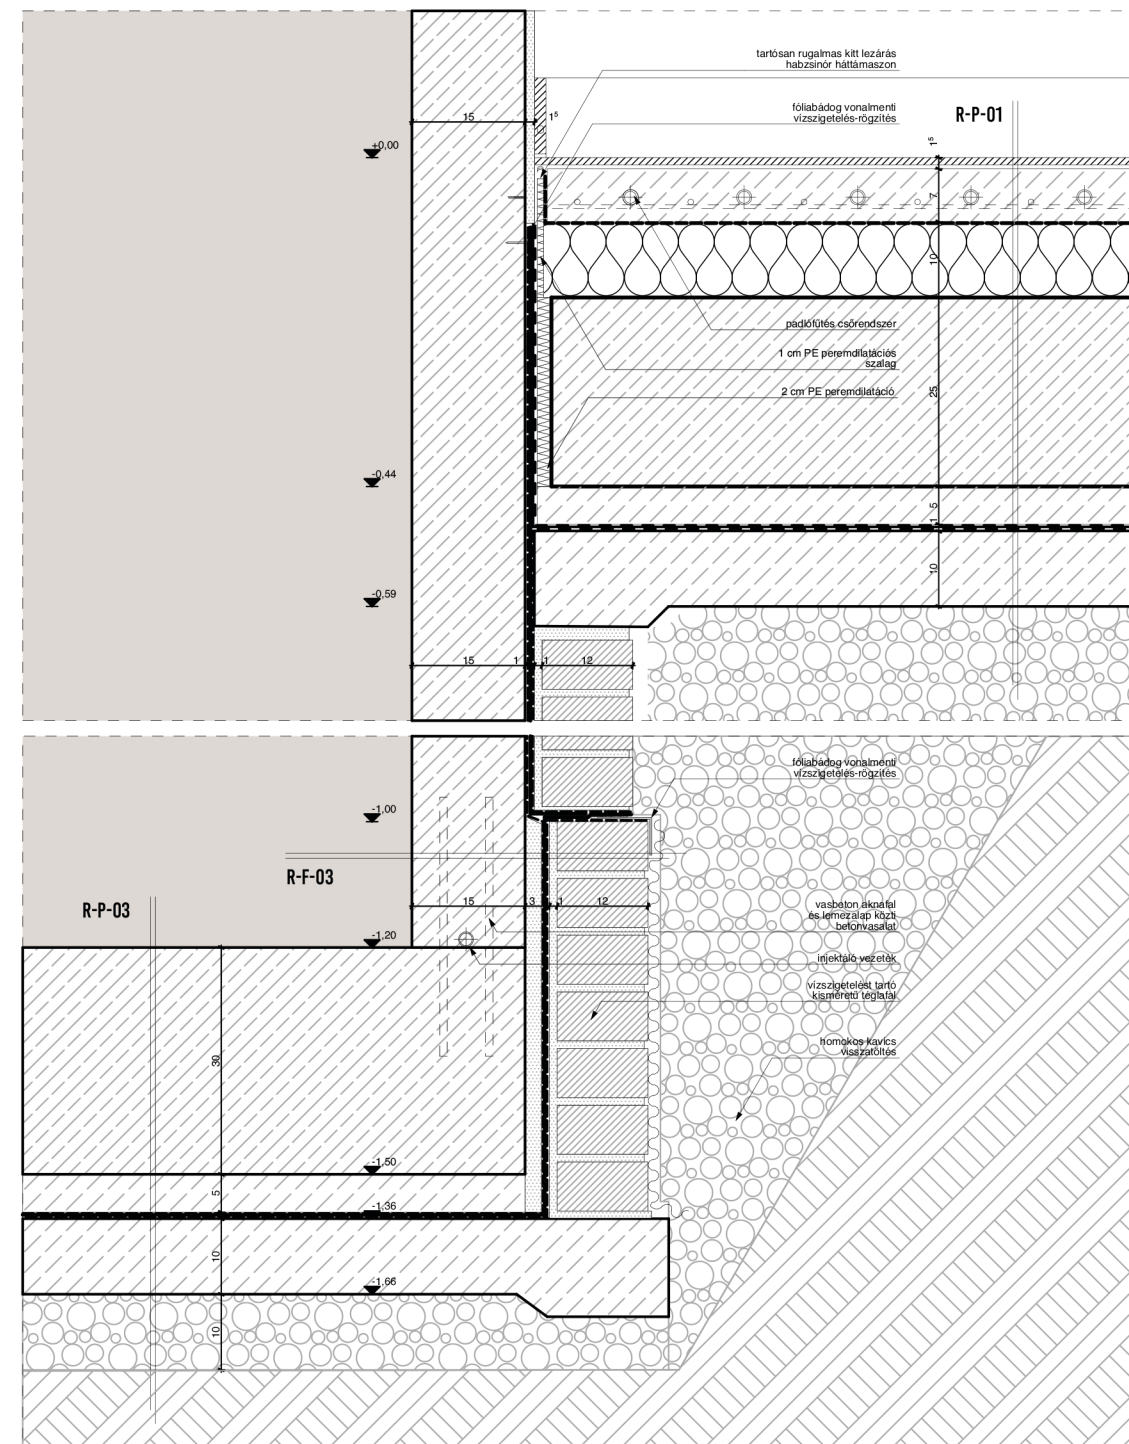 tartósan rugalmas kitt lezárás
habzsinór háttámaszon
fóliabádog vonalmenti
vízszigetelés-rögzítés
R-P-01
15
1⁵
1⁵
+0,00
7
10
padlófűtés csőrendszer
1 cm PE peremdilatációs
szalag
2 cm PE peremdilatáció
25
-0,44
5
1
10
-0,59
15
1
1
12
fóliabádog vonalmenti
vízszigetelés-rögzítés
-1,00
R-F-03
R-P-03
15
3
1
12
vasbeton aknafal
és lemezalap közti
betonvasalat
-1,20
injektáló vezeték
vízszigetelést tartó
kisméretű téglafal
homokos kavics
visszatöltés
30
-1,50
5
-1,36
10
-1,66
10